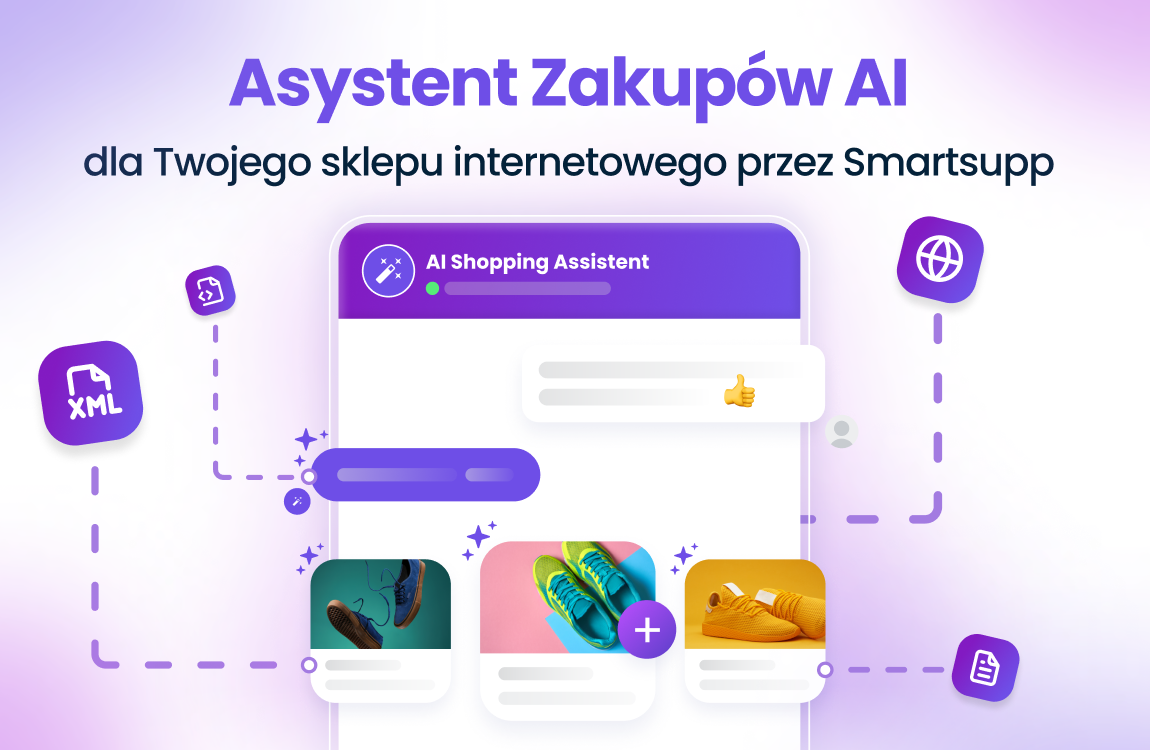 Asystent Zakupów AI
dla Twojego sklepu internetowego przez Smartsupp
AI Shopping Assistent
XML